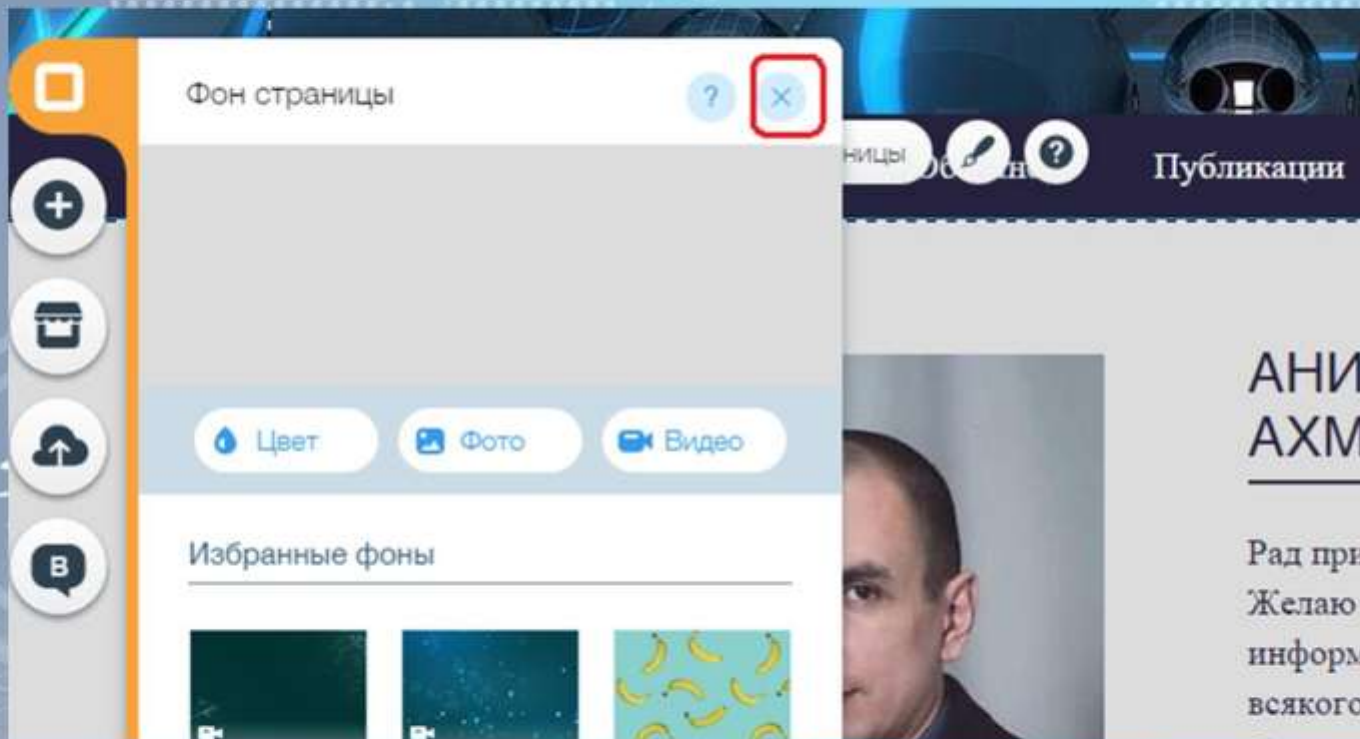 Фон страницы
?
ницы
?
Публикации
Цвет
Фото
Видео
АНИ
АХМ
Избранные фоны
В
Рад при
Желаю
информ
всякого